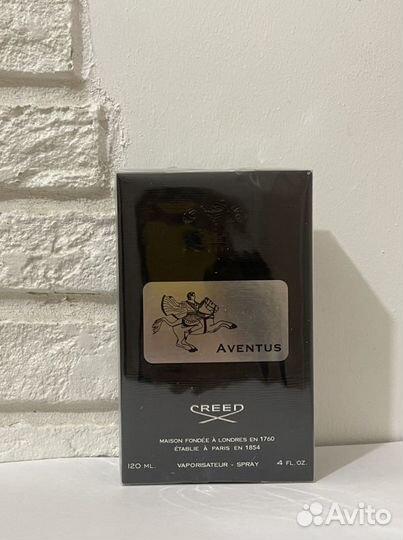 AVENTUS
CREED
MAISON FONDÉE À LONDRES EN 1760
ÉTABLIE À PARIS EN 1854
120 ML. VAPORISATEUR - SPRAY 4 FL. OZ.
Avito